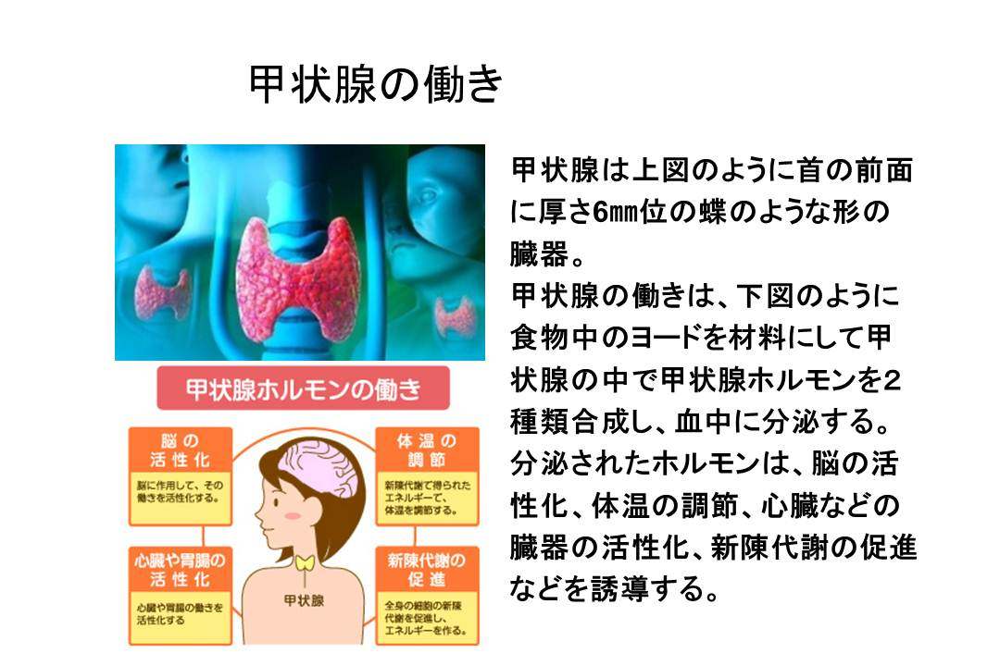 甲状腺の働き
甲状腺は上図のように首の前面
に厚さ6㎜位の蝶のような形の
臓器。
甲状腺の働きは、下図のように
食物中のヨードを材料にして甲
状腺の中で甲状腺ホルモンを２
種類合成し、血中に分泌する。
分泌されたホルモンは、脳の活
性化、体温の調節、心臓などの
臓器の活性化、新陳代謝の促進
などを誘導する。
甲状腺ホルモンの働き
脳の
活性化
脳に作用して、その
働きを活性化する。
体温の
調節
新陳代謝で得られた
エネルギーで、
体温を調節する。
心臓や胃腸の
活性化
心臓や胃腸の働きを
活性化する
新陳代謝の
促進
全身の細胞の新陳
代謝を促進し、
エネルギーを作る。
甲状腺